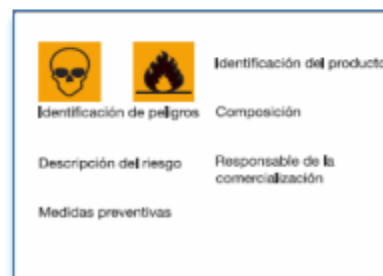 Identificación del producto
Identificación de peligros
Composición
Descripción del riesgo
Responsable de la
comercialización
Medidas preventivas